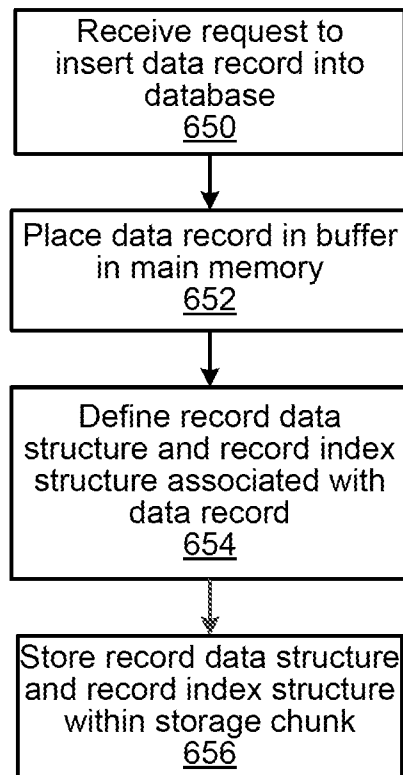 Receive request to
insert data record into
database
650
Place data record in buffer
in main memory
652
Define record data
structure and record index
structure associated with
data record
654
Store record data structure
and record index structure
within storage chunk
656